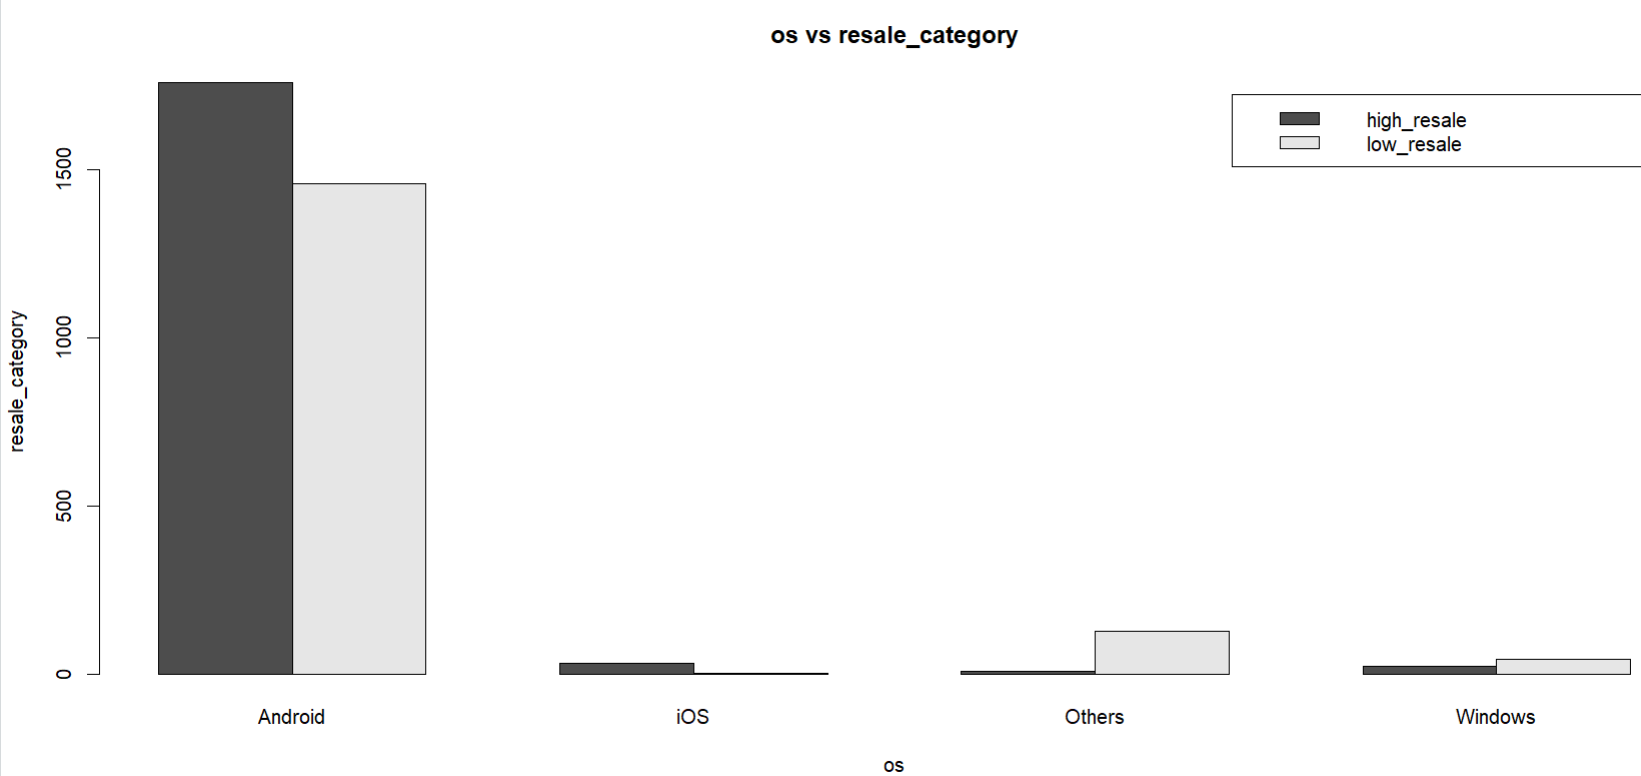 os vs resale_category
high_resale
low_resale
resale_category
1500
1000
500
0
Android iOS Others Windows
os